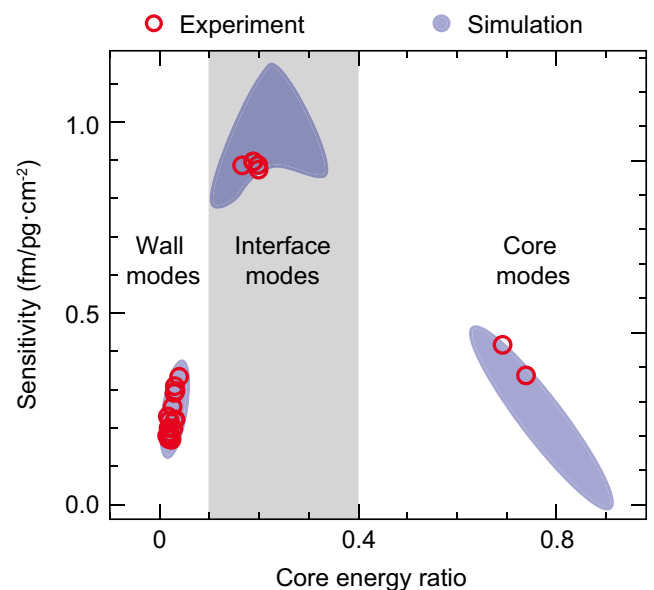 Experiment Simulation
Sensitivity (fm/pg·cm⁻²)
1.0
0.5
0.0
Wall
modes
Interface
modes
Core
modes
0 0.4 0.8
Core energy ratio